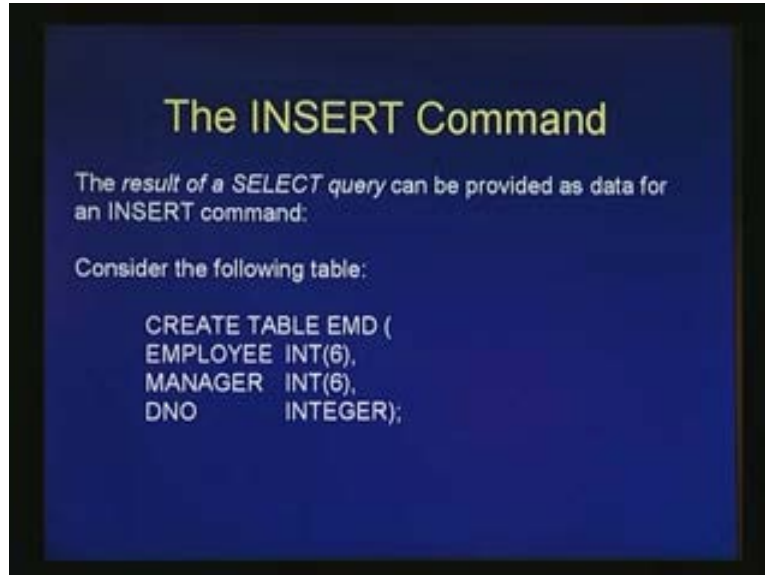 The INSERT Command
The result of a SELECT query can be provided as data for
an INSERT command:
Consider the following table:
CREATE TABLE EMD (
EMPLOYEE INT(6),
MANAGER INT(6),
DNO INTEGER);